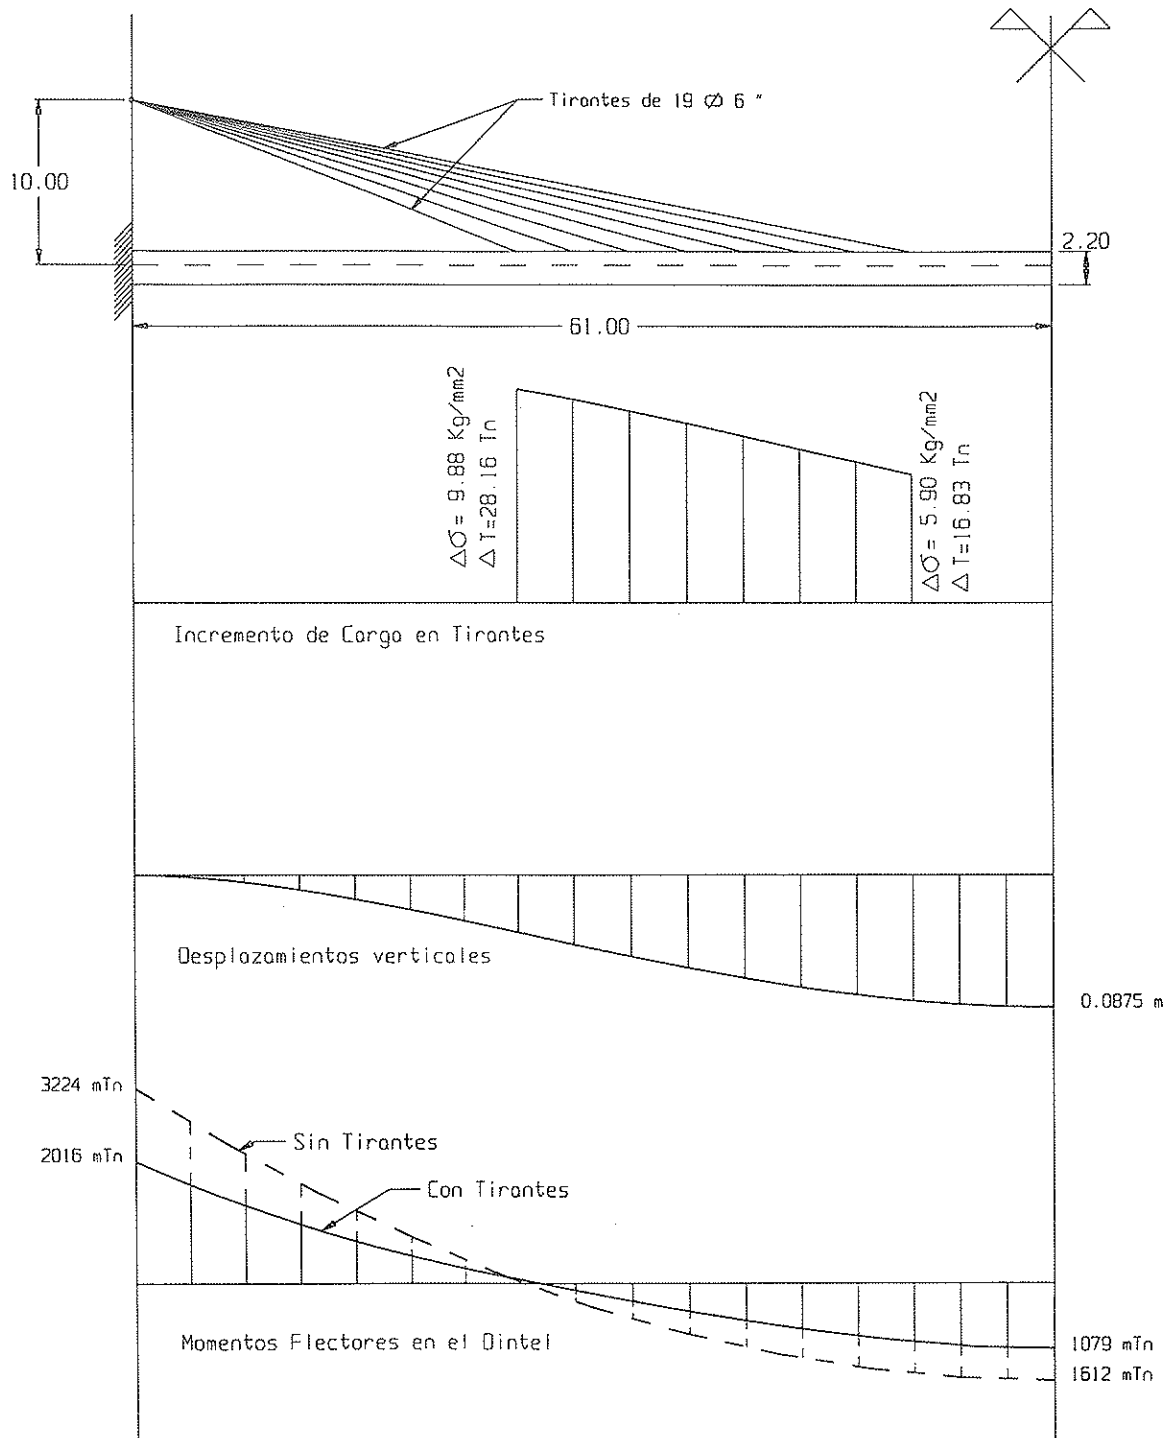 Tirantes de 19 Ø 6 "
10.00
2.20
61.00
Δσ= 9.88 Kg/mm2
ΔT=28.16 Tn
Δσ= 5.90 Kg/mm2
ΔT=16.83 Tn
Incremento de Carga en Tirantes
Desplazamientos verticales
0.0875 m
3224 mTn
Sin Tirantes
2016 mTn
Con Tirantes
Momentos Flectores en el Dintel
1079 mTn
1612 mTn